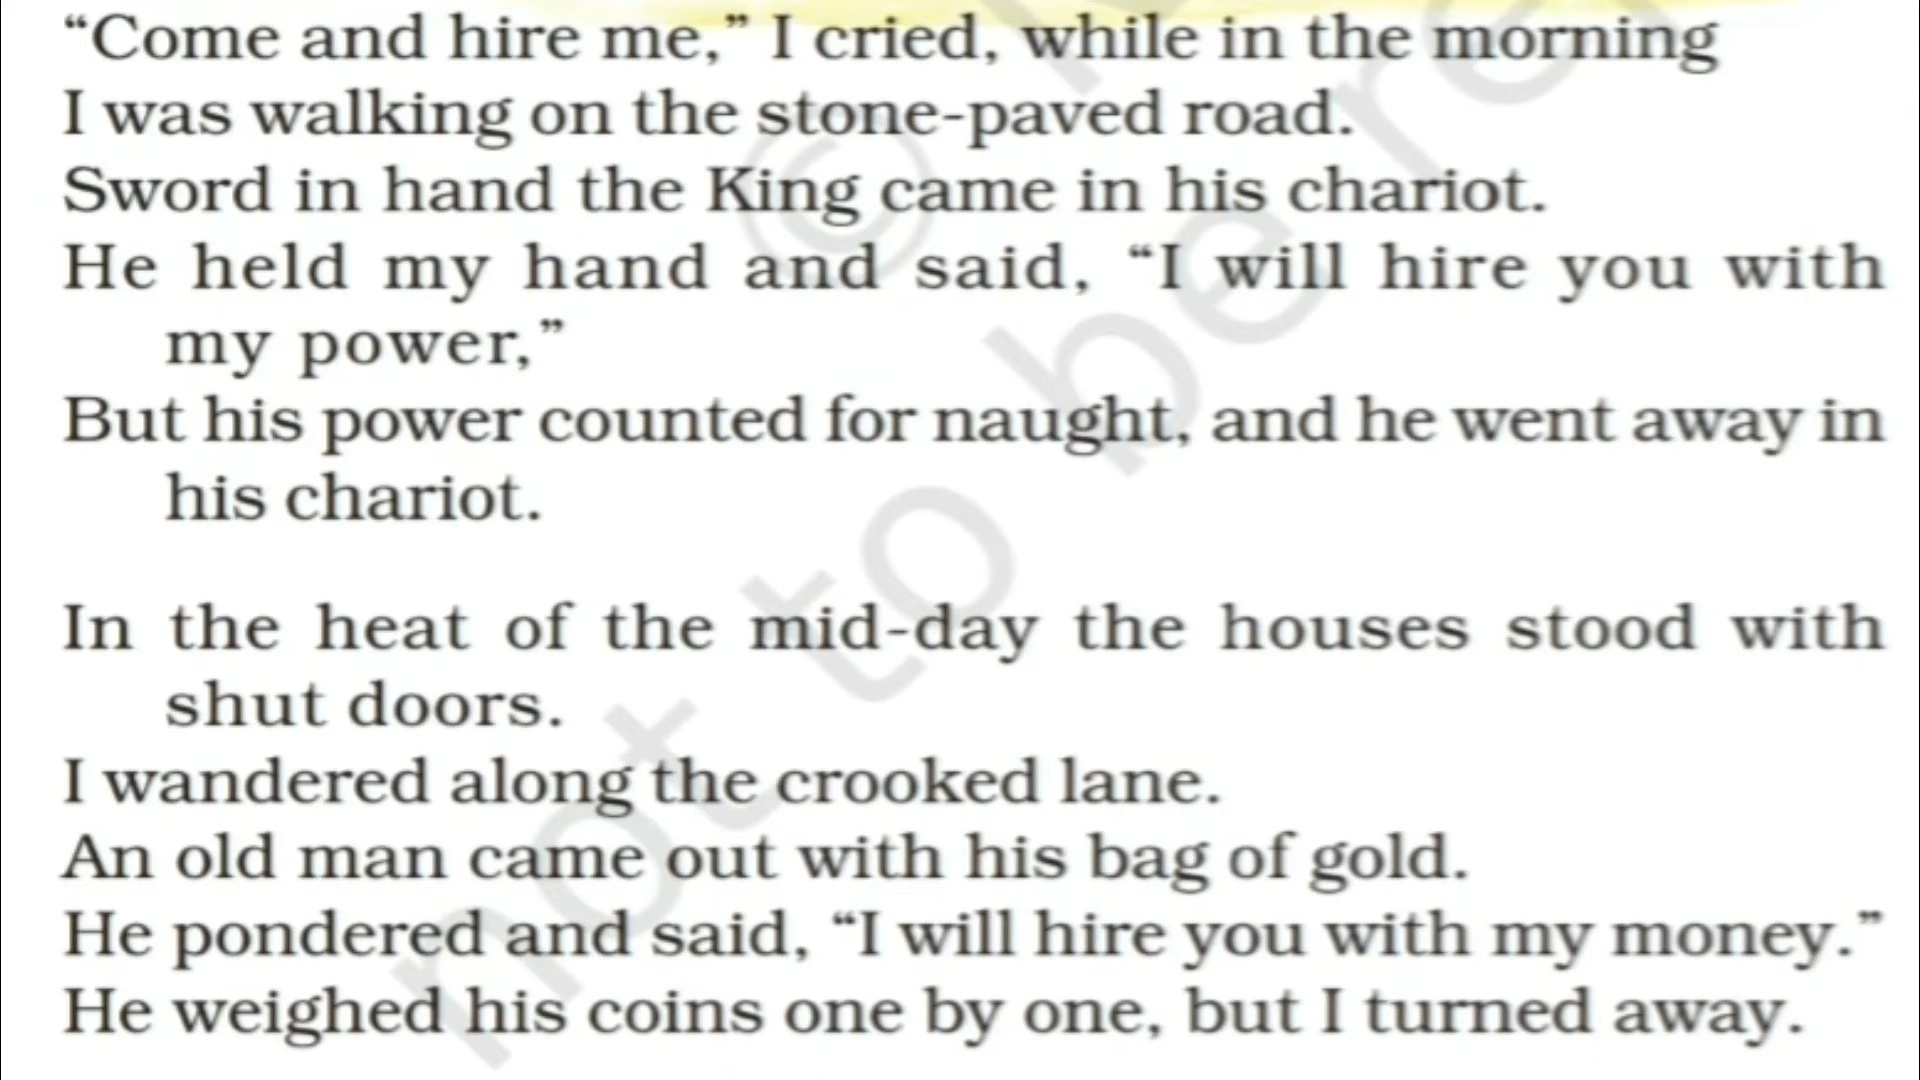 “Come and hire me,” I cried, while in the morning
I was walking on the stone-paved road.
Sword in hand the King came in his chariot.
He held my hand and said, “I will hire you with
my power,”
But his power counted for naught, and he went away in
his chariot.
In the heat of the mid-day the houses stood with
shut doors.
I wandered along the crooked lane.
An old man came out with his bag of gold.
He pondered and said, “I will hire you with my money.”
He weighed his coins one by one, but I turned away.
©
not to be re